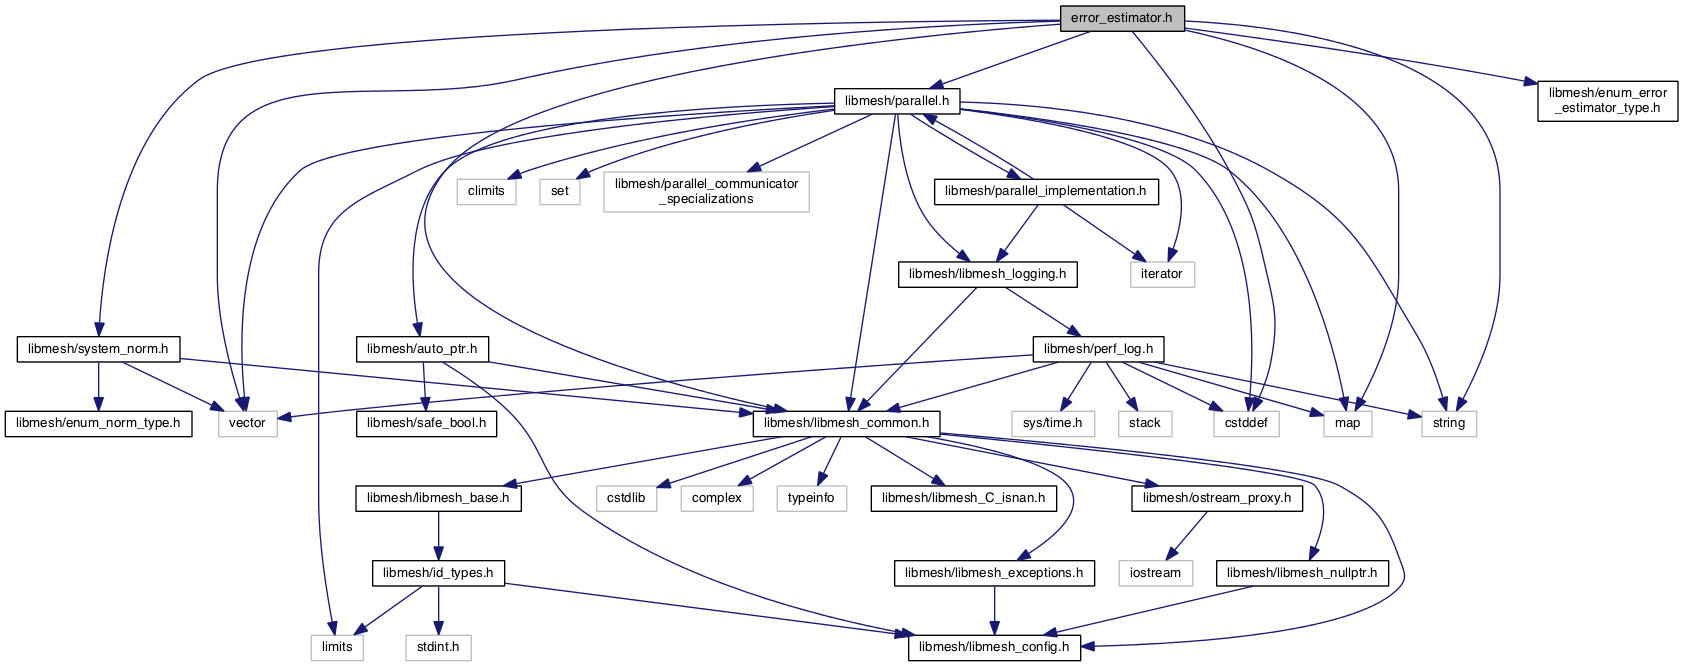 error_estimator.h
libmesh/enum_error
_estimator_type.h
libmesh/parallel.h
climits
set
libmesh/parallel_communicator
_specializations
libmesh/parallel_implementation.h
libmesh/libmesh_logging.h
iterator
libmesh/system_norm.h
libmesh/auto_ptr.h
libmesh/perf_log.h
libmesh/enum_norm_type.h
vector
libmesh/safe_bool.h
libmesh/libmesh_common.h
sys/time.h
stack
cstddef
map
string
libmesh/libmesh_base.h
cstdlib
complex
typeinfo
libmesh/libmesh_C_isnan.h
libmesh/ostream_proxy.h
libmesh/id_types.h
libmesh/libmesh_exceptions.h
iostream
libmesh/libmesh_nullptr.h
limits
stdint.h
libmesh/libmesh_config.h